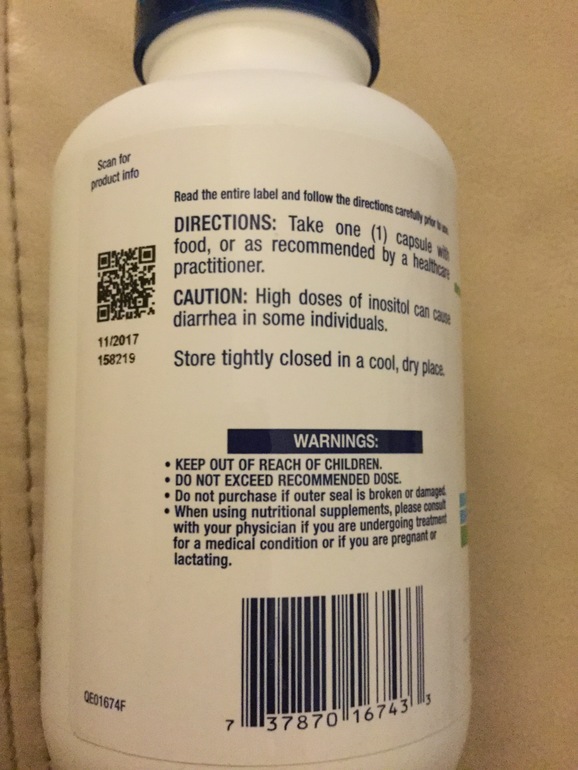 Scan for
product info
Read the entire label and follow the directions carefully prior to use.
DIRECTIONS: Take one (1) capsule with
food, or as recommended by a healthcare
practitioner.
CAUTION: High doses of inositol can cause
diarrhea in some individuals.
11/2017
158219
Store tightly closed in a cool, dry place.
WARNINGS:
• KEEP OUT OF REACH OF CHILDREN.
• DO NOT EXCEED RECOMMENDED DOSE.
• Do not purchase if outer seal is broken or damaged.
• When using nutritional supplements, please consult
with your physician if you are undergoing treatment
for a medical condition or if you are pregnant or
lactating.
QE01674F
7 37870 16743 3